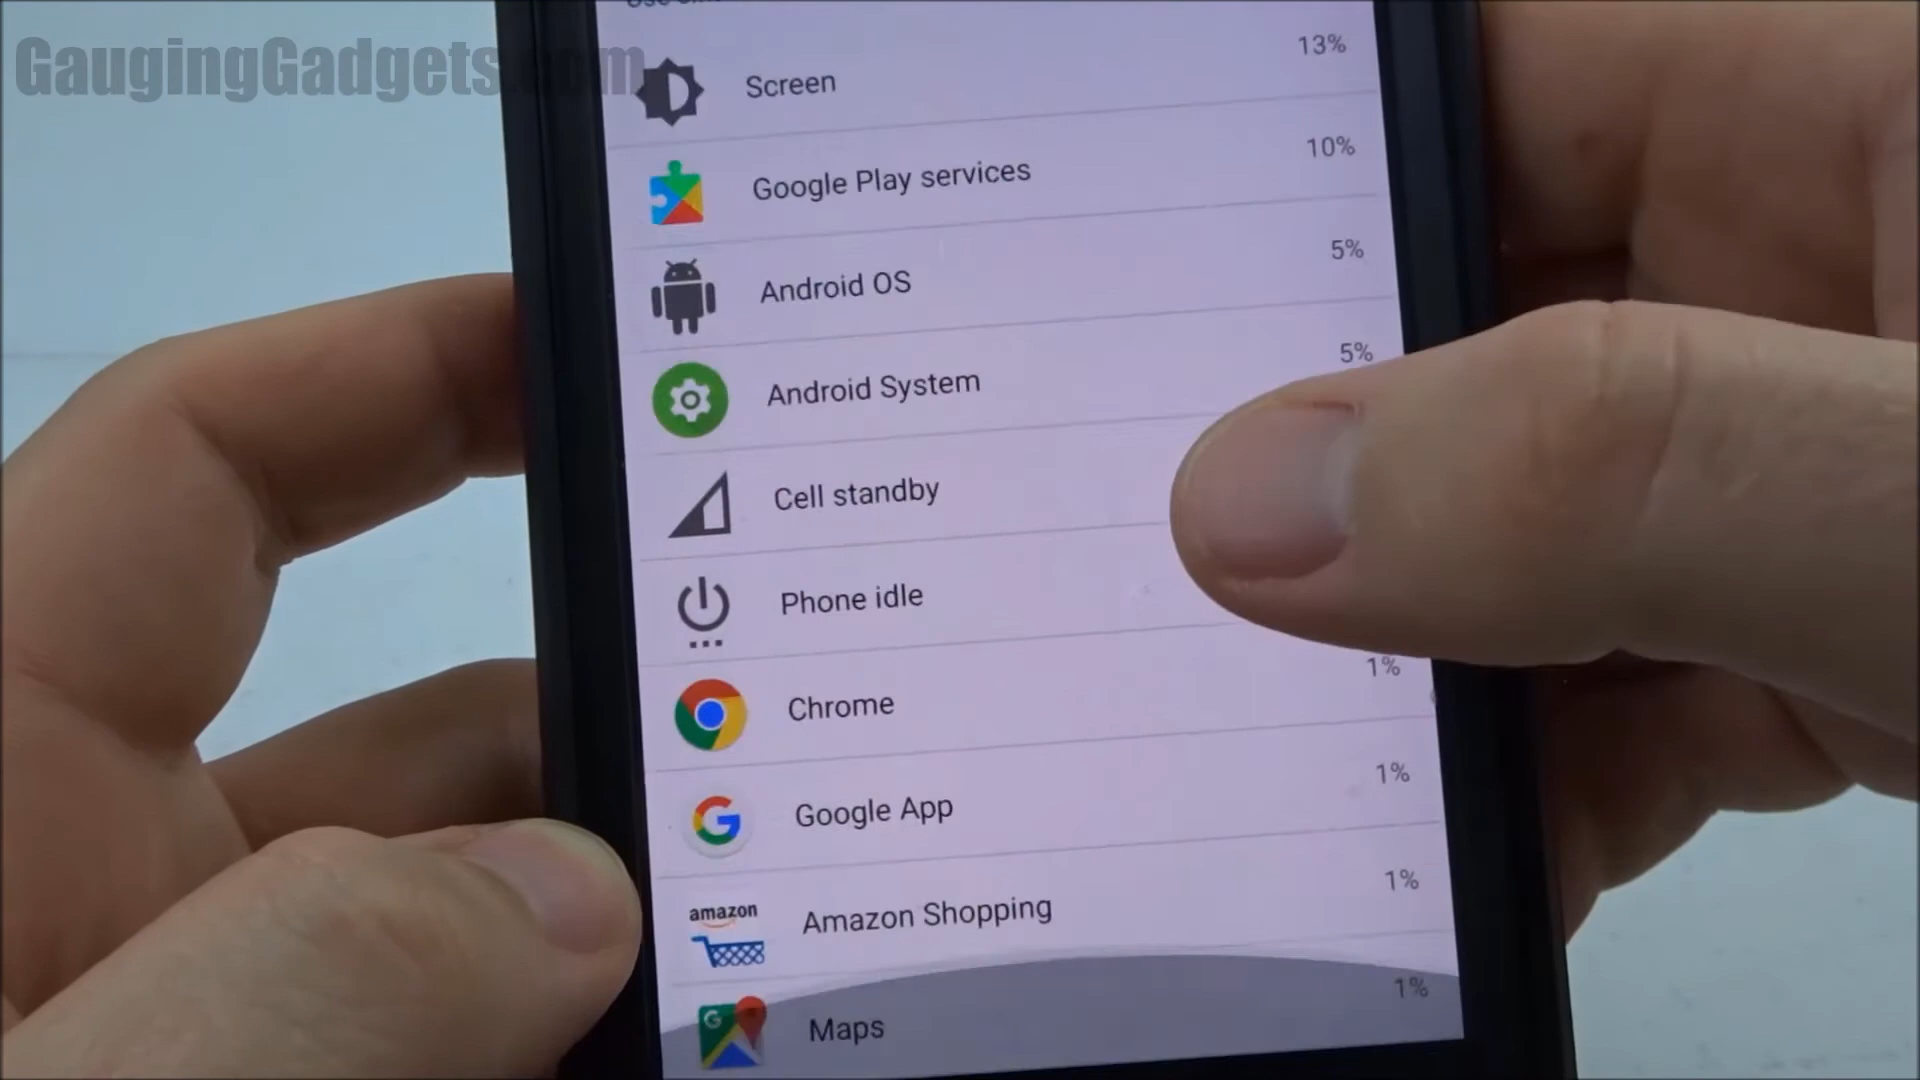 GaugingGadgets.com
Screen 13%
Google Play services 10%
Android OS 5%
Android System 5%
Cell standby
Phone idle
Chrome 1%
Google App 1%
amazon
Amazon Shopping 1%
G
Maps 1%